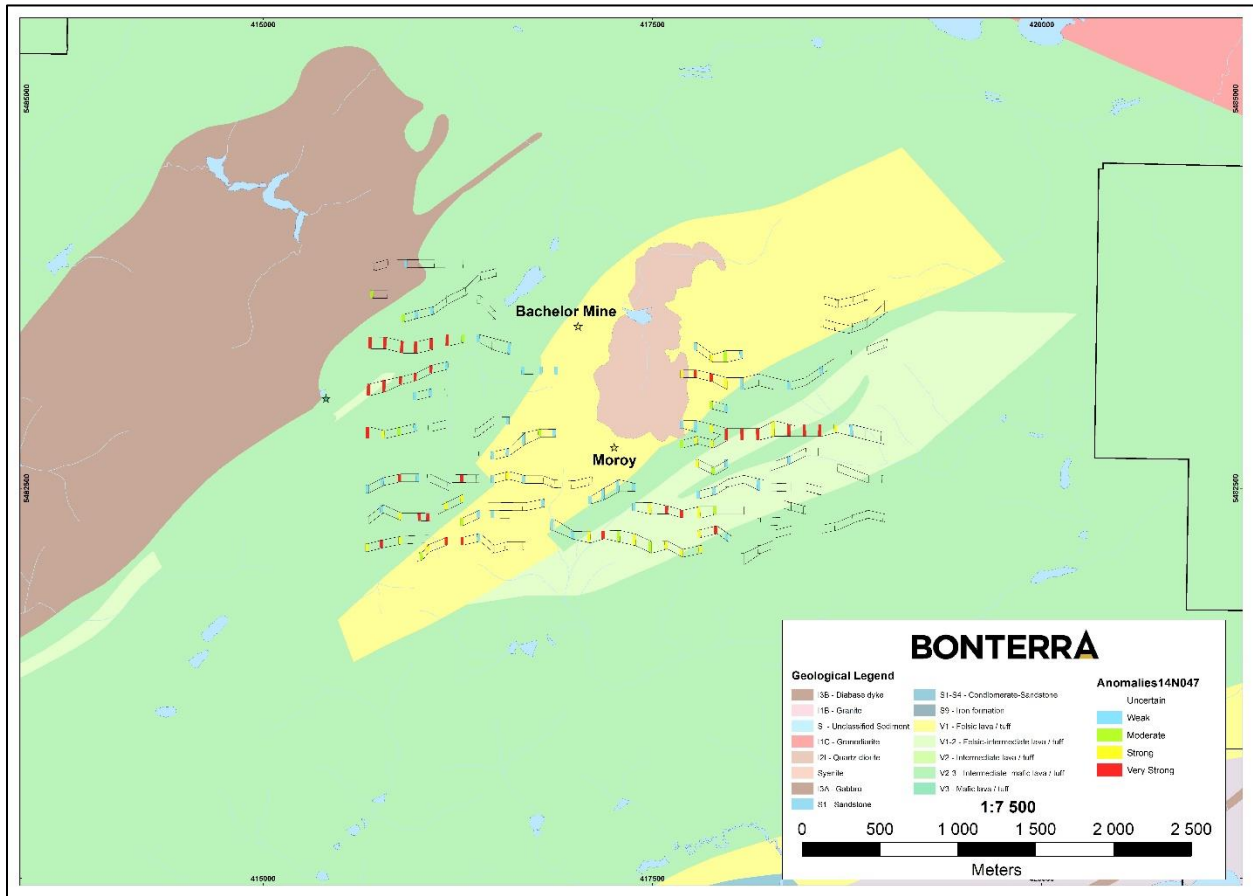 415000 417500 420000
5485000 5485000
Bachelor Mine
Moroy
5482500 5482500
BONTERRA
Geological Legend
I3B - Diabase dyke
I1B - Granite
S - Unclassified Sediment
I1C - Granodiorite
I2I - Quartz diorite
Syenite
I3A - Gabbro
S1 - Sandstone
S1-S4 - Conglomerate-Sandstone
S9 - Iron formation
V1 - Felsic lava / tuff
V1-2 - Felsic-intermediate lava / tuff
V2 - Intermediate lava / tuff
V2 3 Intermediate mafic lava / tuff
V3 - Mafic lava / tuff
Anomalies14N047
Uncertain
Weak
Moderate
Strong
Very Strong
1:7 500
0 500 1 000 1 500 2 000 2 500
Meters
415000 417500